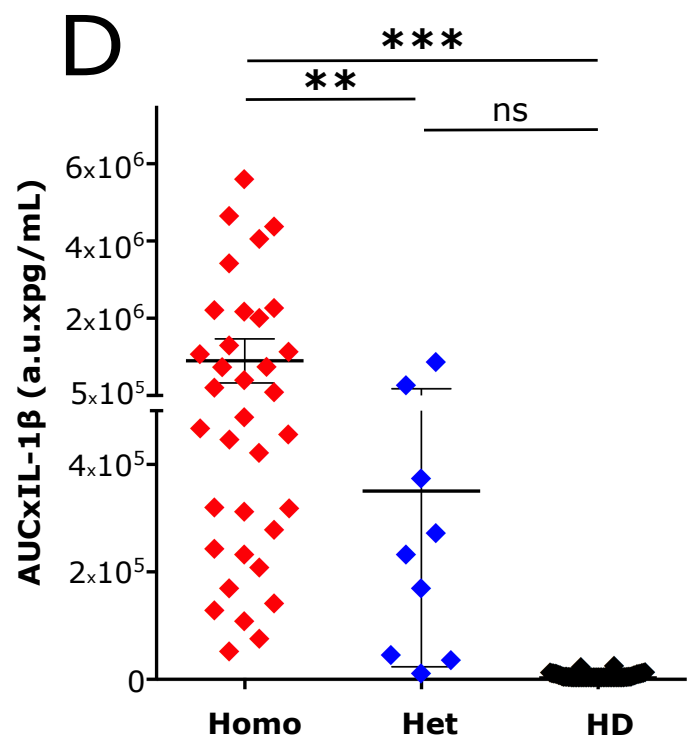 D
***
**
ns
AUCxIL-1β (a.u.xpg/mL)
6x10⁶
4x10⁶
2x10⁶
5x10⁵
4x10⁵
2x10⁵
0
Homo Het HD